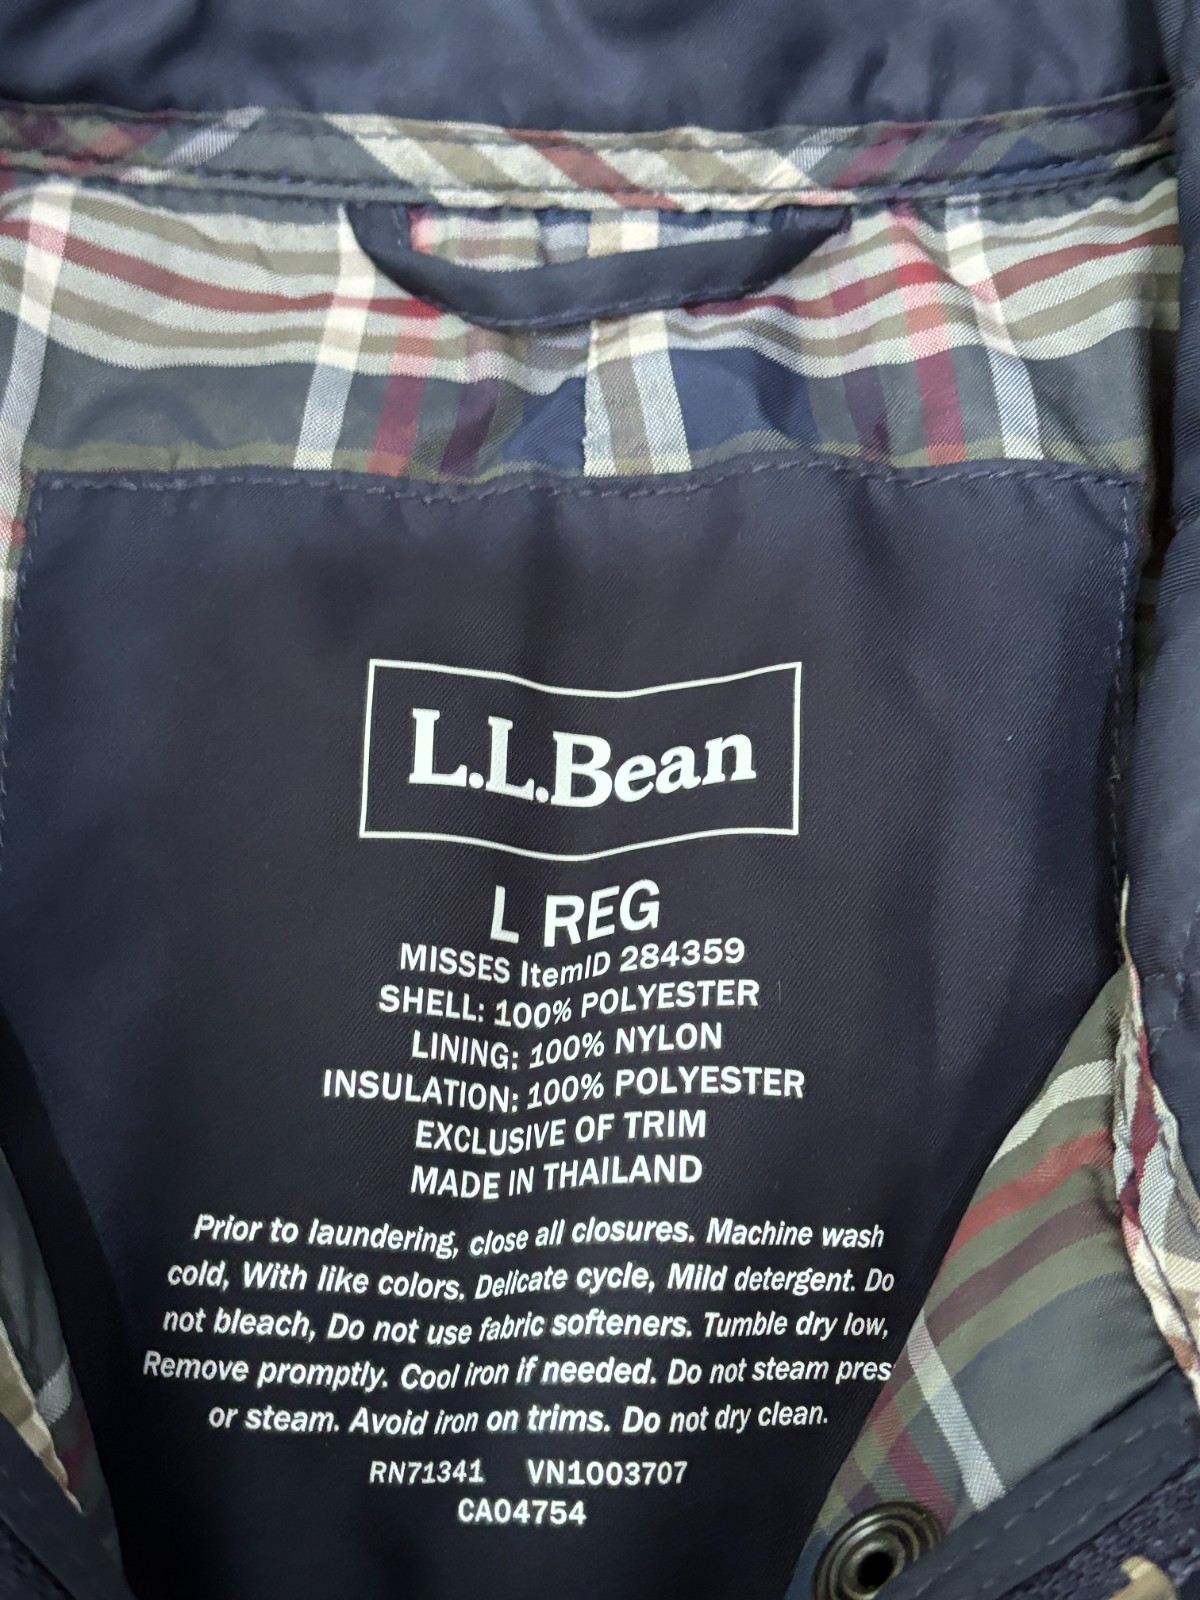 L.L.Bean
L REG
MISSES ItemID 284359
SHELL: 100% POLYESTER
LINING: 100% NYLON
INSULATION: 100% POLYESTER
EXCLUSIVE OF TRIM
MADE IN THAILAND
Prior to laundering, close all closures. Machine wash
cold, With like colors. Delicate cycle, Mild detergent. Do
not bleach, Do not use fabric softeners. Tumble dry low,
Remove promptly. Cool iron if needed. Do not steam pres
or steam. Avoid iron on trims. Do not dry clean.
RN71341 VN1003707
CA04754